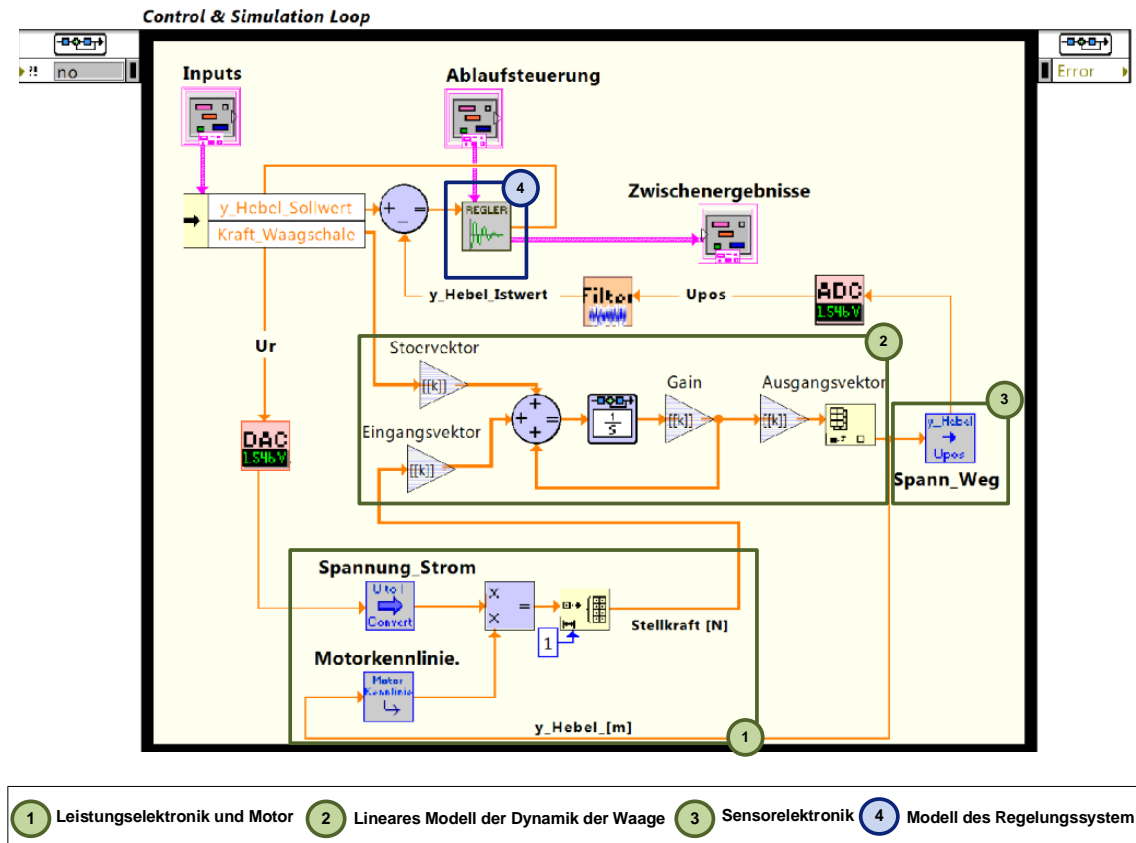 Control & Simulation Loop
?! no
Error
Inputs
Ablaufsteuerung
4
REGLER
Zwischenergebnisse
y_Hebel_Sollwert
Kraft_Waagschale
+ _ =
y_Hebel_Istwert
Filter
Upos
ADC
1.546 V
Ur
2
Stoervektor
[[k]]
Gain
Ausgangsvektor
3
Eingangsvektor
[[k]]
+ + + =
1
S
[[k]]
[[k]]
y_Hebel
Upos
Spann_Weg
DAC
1.546 V
Spannung_Strom
U to I
Convert
X
X =
1
Stellkraft [N]
Motorkennlinie.
Motor
Kennlinie
y_Hebel_[m]
1
1 Leistungselektronik und Motor 2 Lineares Modell der Dynamik der Waage 3 Sensorelektronik 4 Modell des Regelungssystem